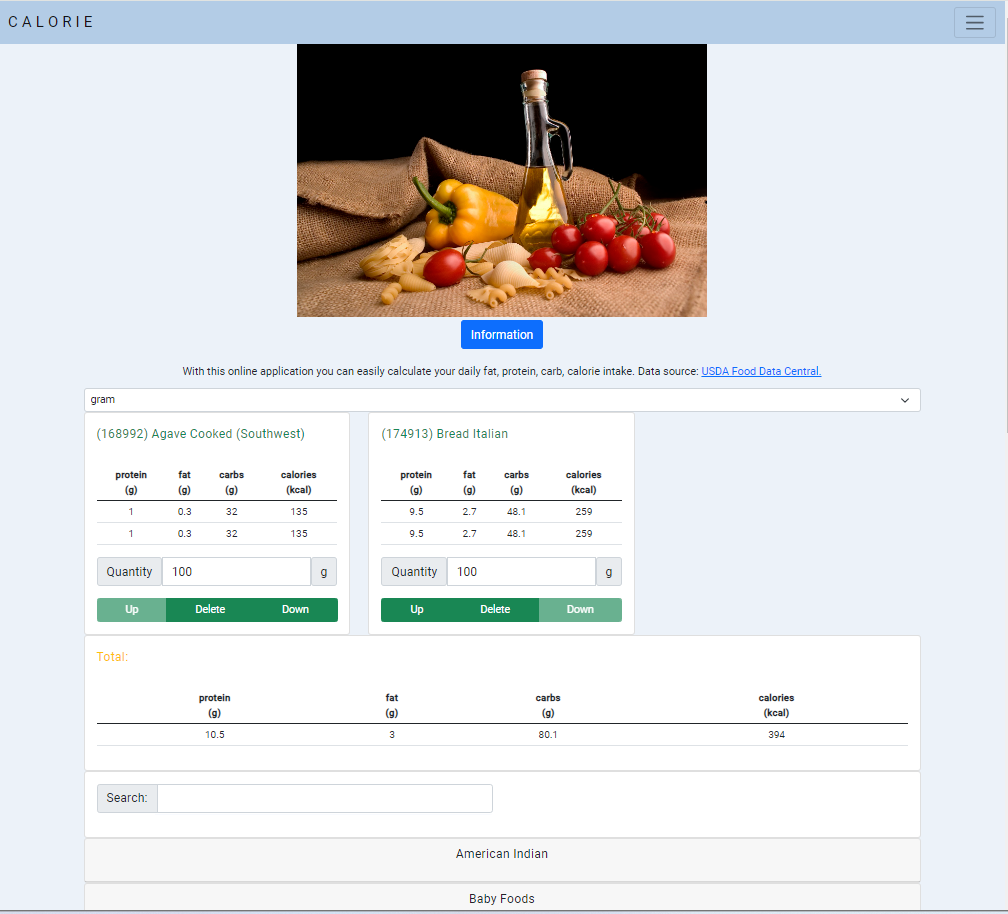 CALORIE
Information
With this online application you can easily calculate your daily fat, protein, carb, calorie intake. Data source: USDA Food Data Central.
gram
(168992) Agave Cooked (Southwest)
protein (g) fat (g) carbs (g) calories (kcal)
1 0.3 32 135
1 0.3 32 135
Quantity 100 g
Up Delete Down
(174913) Bread Italian
protein (g) fat (g) carbs (g) calories (kcal)
9.5 2.7 48.1 259
9.5 2.7 48.1 259
Quantity 100 g
Up Delete Down
Total:
protein (g) fat (g) carbs (g) calories (kcal)
10.5 3 80.1 394
Search:
American Indian
Baby Foods